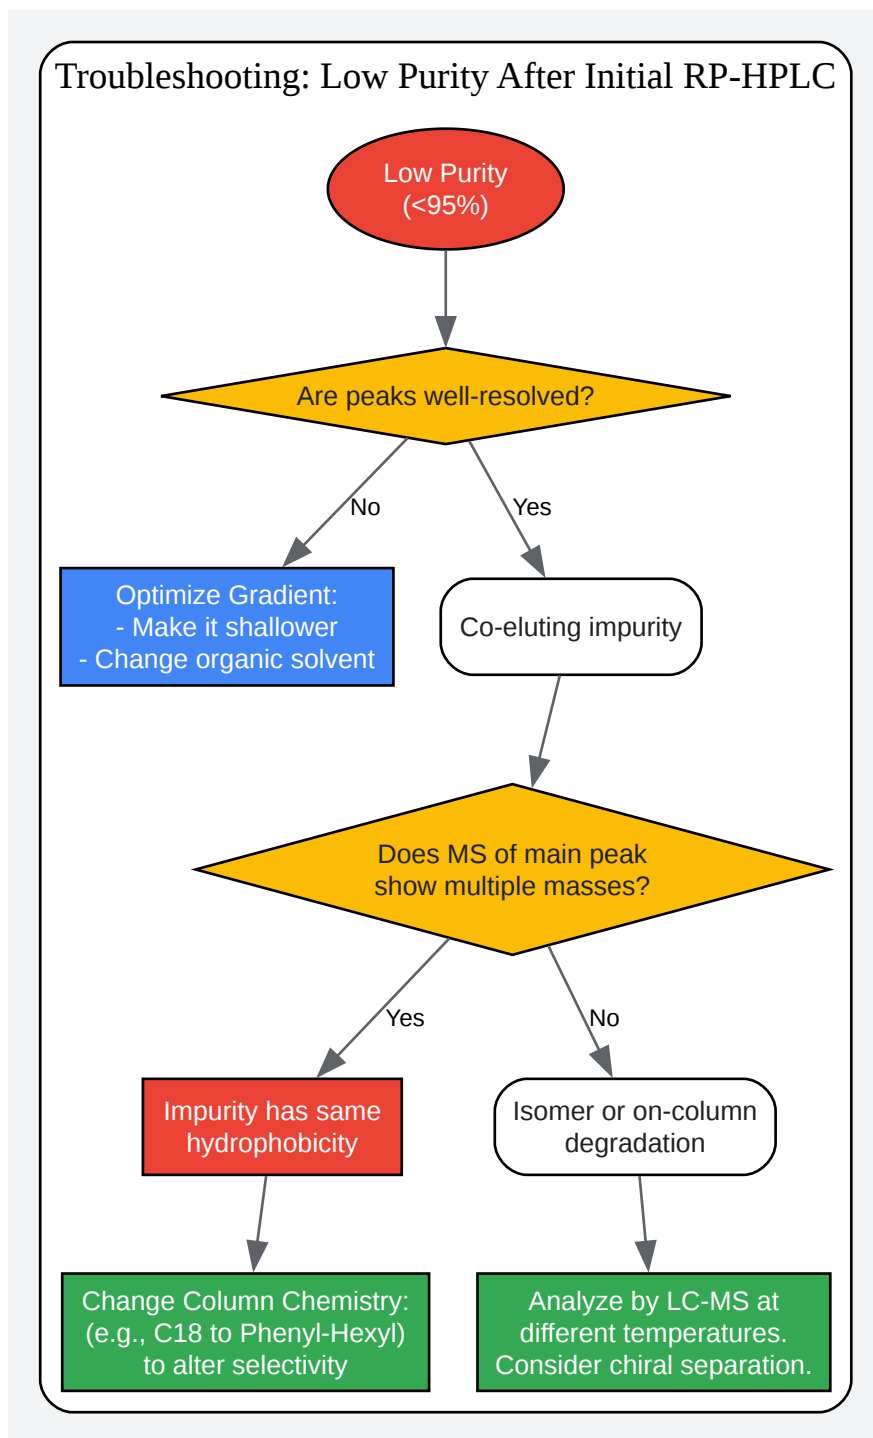 Troubleshooting: Low Purity After Initial RP-HPLC
Low Purity
(<95%)
Are peaks well-resolved?
No
Yes
Optimize Gradient:
- Make it shallower
- Change organic solvent
Co-eluting impurity
Does MS of main peak
show multiple masses?
Yes
No
Impurity has same
hydrophobicity
Isomer or on-column
degradation
Change Column Chemistry:
(e.g., C18 to Phenyl-Hexyl)
to alter selectivity
Analyze by LC-MS at
different temperatures.
Consider chiral separation.